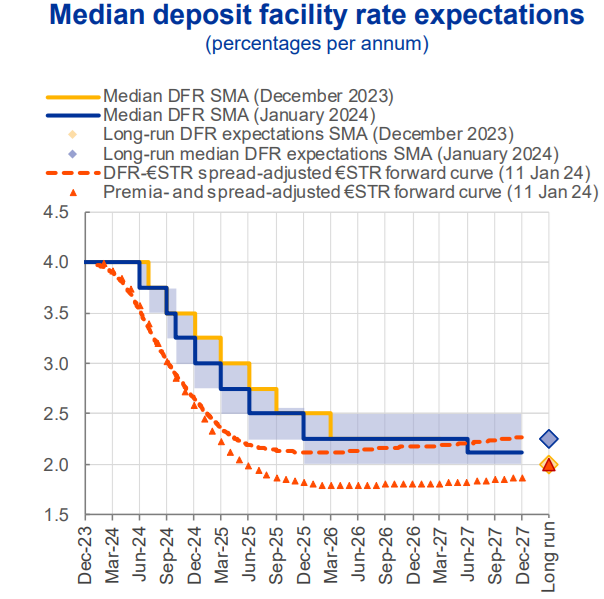 Median deposit facility rate expectations
(percentages per annum)
Median DFR SMA (December 2023)
Median DFR SMA (January 2024)
Long-run DFR expectations SMA (December 2023)
Long-run median DFR expectations SMA (January 2024)
DFR-€STR spread-adjusted €STR forward curve (11 Jan 24)
Premia- and spread-adjusted €STR forward curve (11 Jan 24)
4.5
4.0
3.5
3.0
2.5
2.0
1.5
Dec-23
Mar-24
Jun-24
Sep-24
Dec-24
Mar-25
Jun-25
Sep-25
Dec-25
Mar-26
Jun-26
Sep-26
Dec-26
Mar-27
Jun-27
Sep-27
Dec-27
Long run